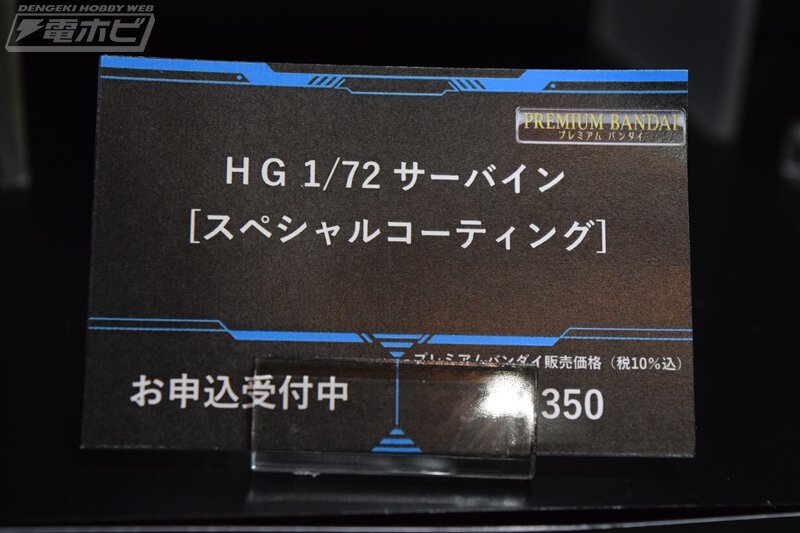 DENGEKI HOBBY WEB
電ホビ
PREMIUM BANDAI
プレミアム バンダイ
HG 1/72 サーバイン
[スペシャルコーティング]
プレミアムバンダイ販売価格（税10%込）
お申込受付中
,350